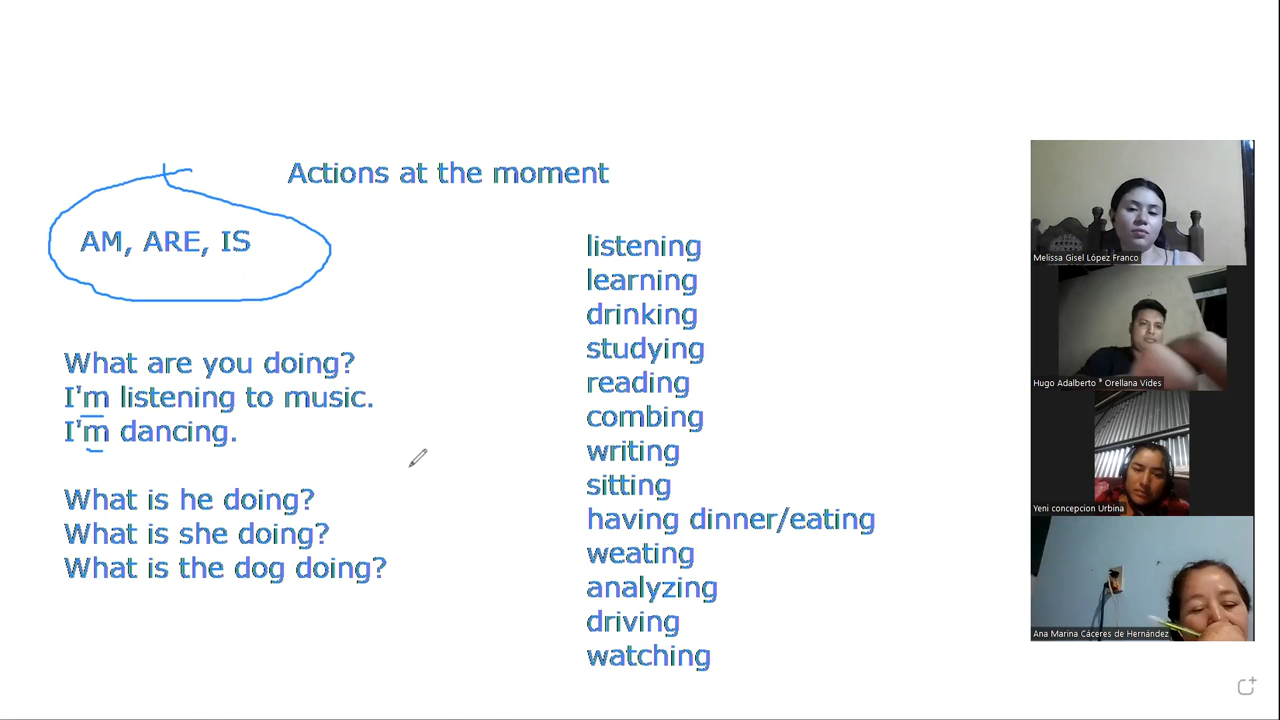 Actions at the moment
AM, ARE, IS
What are you doing?
I'm listening to music.
I'm dancing.
What is he doing?
What is she doing?
What is the dog doing?
listening
learning
drinking
studying
reading
combing
writing
sitting
having dinner/eating
weating
analyzing
driving
watching
Melissa Gisel López Franco
Hugo Adalberto * Orellana Vides
Yeni concepcion Urbina
Ana Marina Cáceres de Hernández